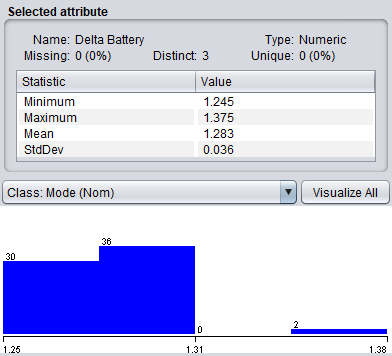 Selected attribute
Name: Delta Battery Type: Numeric
Missing: 0 (0%) Distinct: 3 Unique: 0 (0%)
Statistic Value
Minimum 1.245
Maximum 1.375
Mean 1.283
StdDev 0.036
Class: Mode (Nom) Visualize All
36
30
0
2
1.25 1.31 1.38